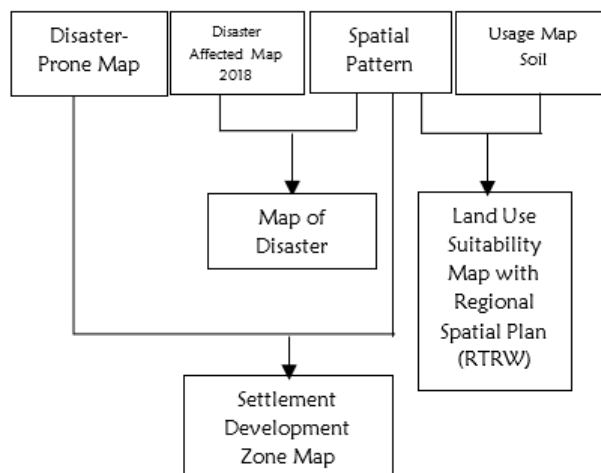 Disaster-
Prone Map
Disaster
Affected Map
2018
Spatial
Pattern
Usage Map
Soil
Map of
Disaster
Land Use
Suitability
Map with
Regional
Spatial Plan
(RTRW)
Settlement
Development
Zone Map